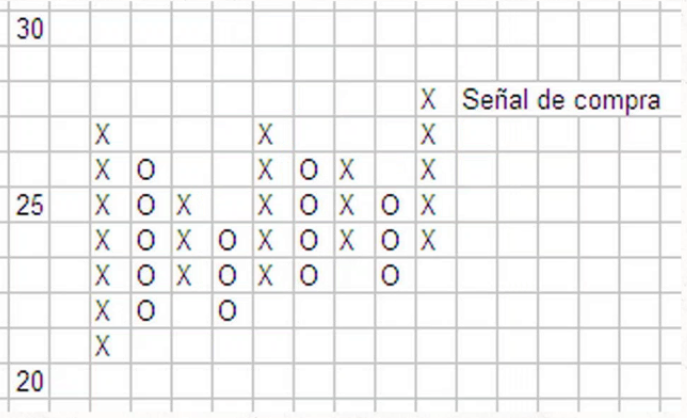 30
X Señal de compra
X X X
X O X O X X
25 X O X X O X O X
X O X O X O X O X
X O X O X O O
X O O
X
20